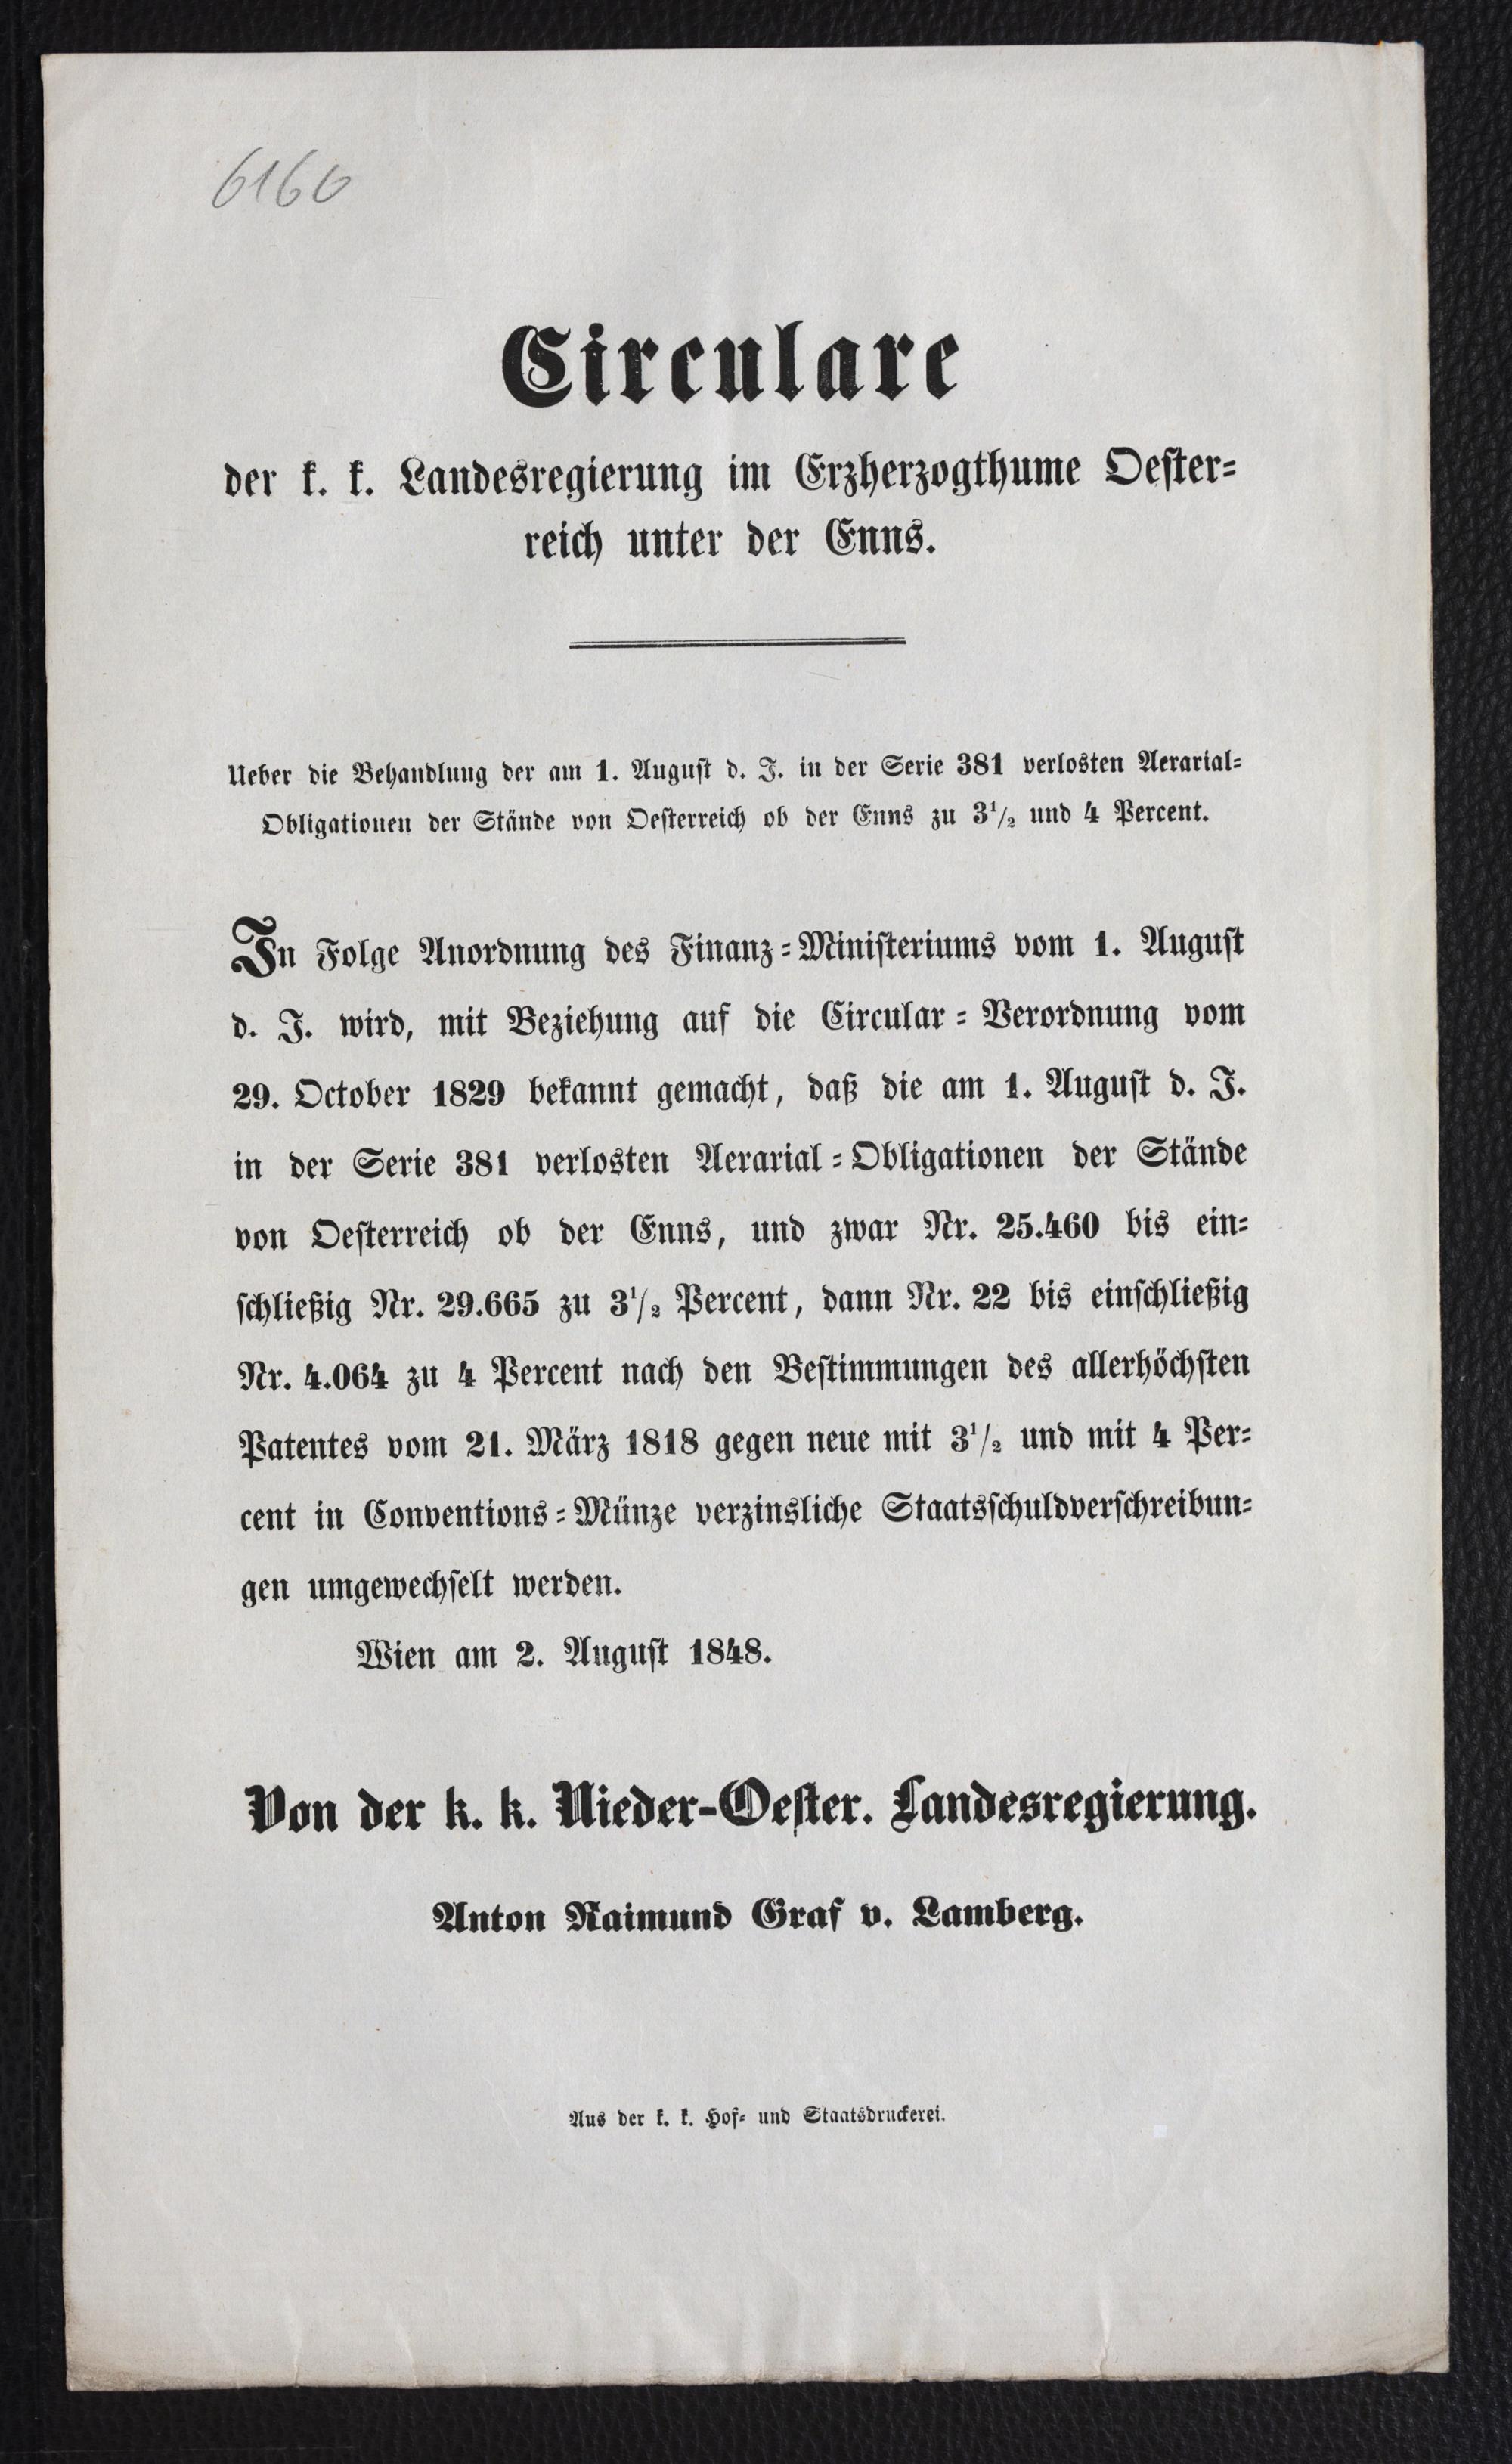 6166
Circulare
der k. k. Landesregierung im Erzherzogthume Oester-
reich unter der Enns.
Ueber die Behandlung der am 1. August d. J. in der Serie 381 verlosten Aerarial-
Obligationen der Stände von Oesterreich ob der Enns zu 3 1/2 und 4 Percent.
In Folge Anordnung des Finanz-Ministeriums vom 1. August
d. J. wird, mit Beziehung auf die Circular-Verordnung vom
29. October 1829 bekannt gemacht, daß die am 1. August d. J.
in der Serie 381 verlosten Aerarial-Obligationen der Stände
von Oesterreich ob der Enns, und zwar Nr. 25.460 bis ein-
schließig Nr. 29.665 zu 3 1/2 Percent, dann Nr. 22 bis einschließig
Nr. 4.064 zu 4 Percent nach den Bestimmungen des allerhöchsten
Patentes vom 21. März 1818 gegen neue mit 3 1/2 und mit 4 Per-
cent in Conventions-Münze verzinsliche Staatsschuldverschreibun-
gen umgewechselt werden.
Wien am 2. August 1848.
Von der k. k. Nieder-Oester. Landesregierung.
Anton Raimund Graf v. Lamberg.
Aus der k. k. Hof- und Staatsdruckerei.